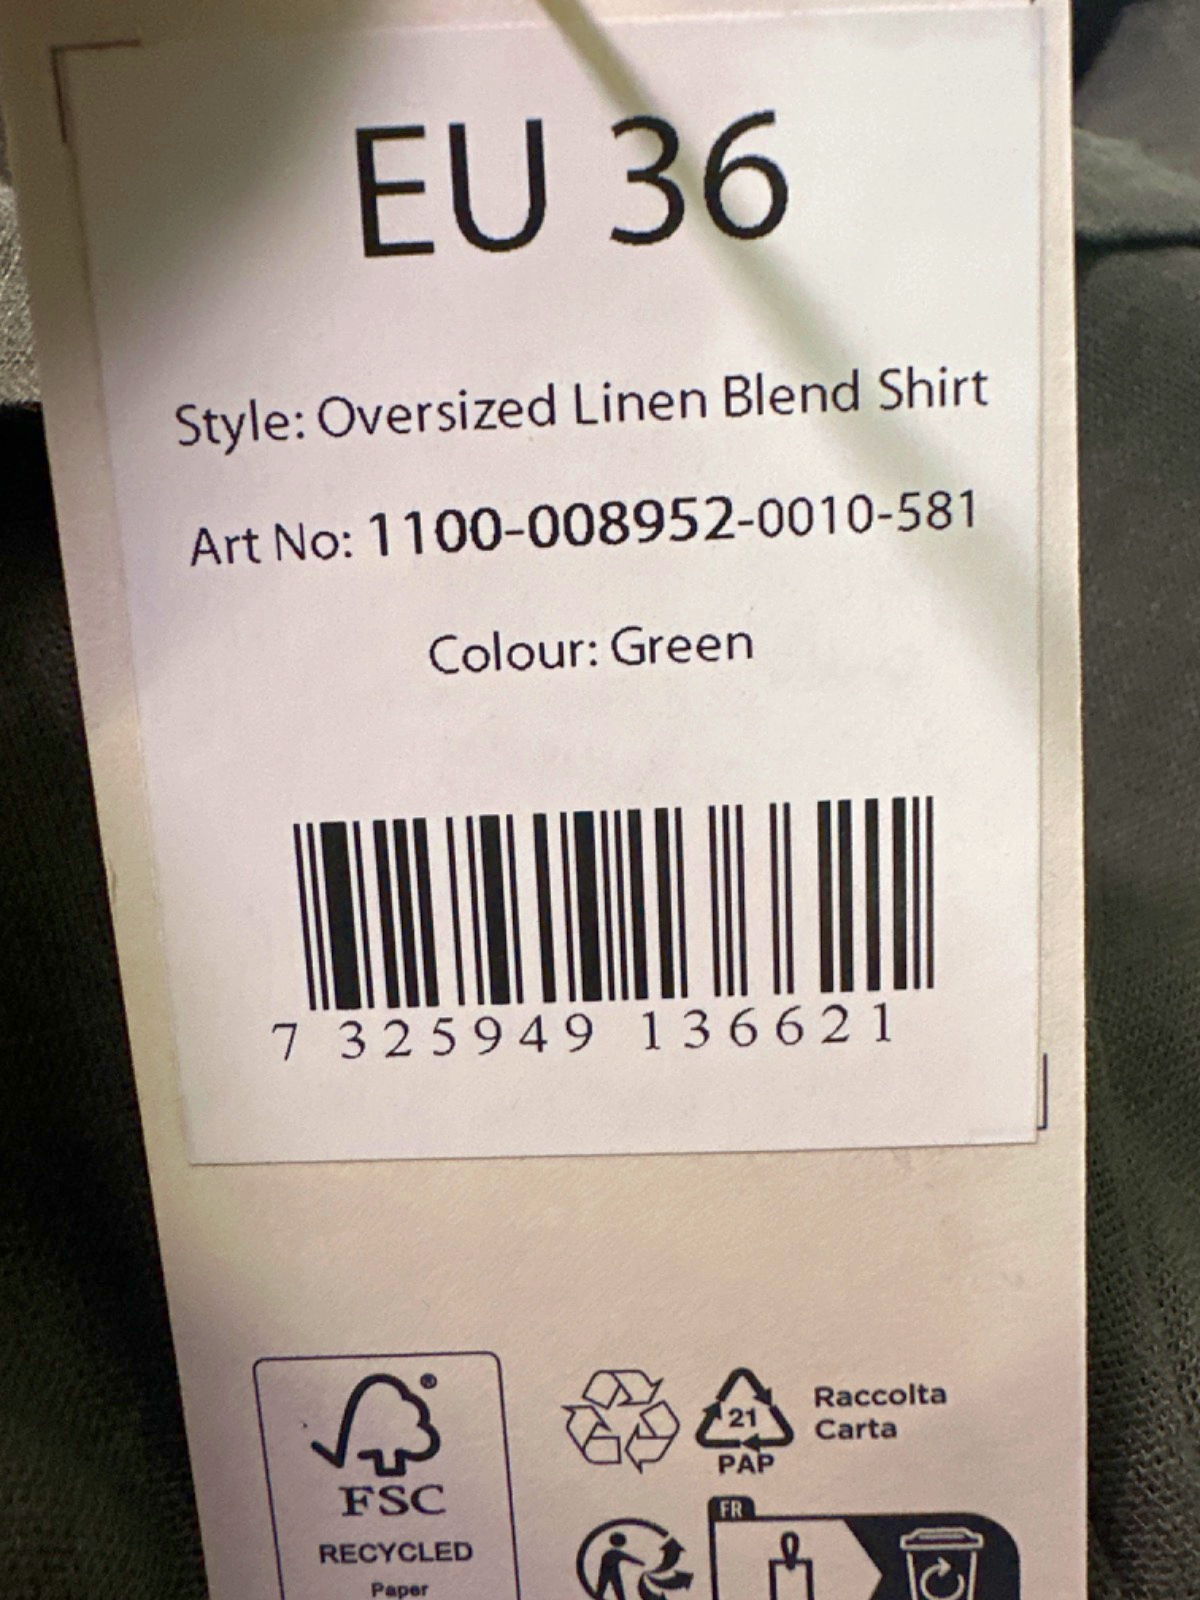 EU 36
Style: Oversized Linen Blend Shirt
Art No: 1100-008952-0010-581
Colour: Green
7 325949 136621
FSC®
RECYCLED
Paper
21
PAP
Raccolta
Carta
FR